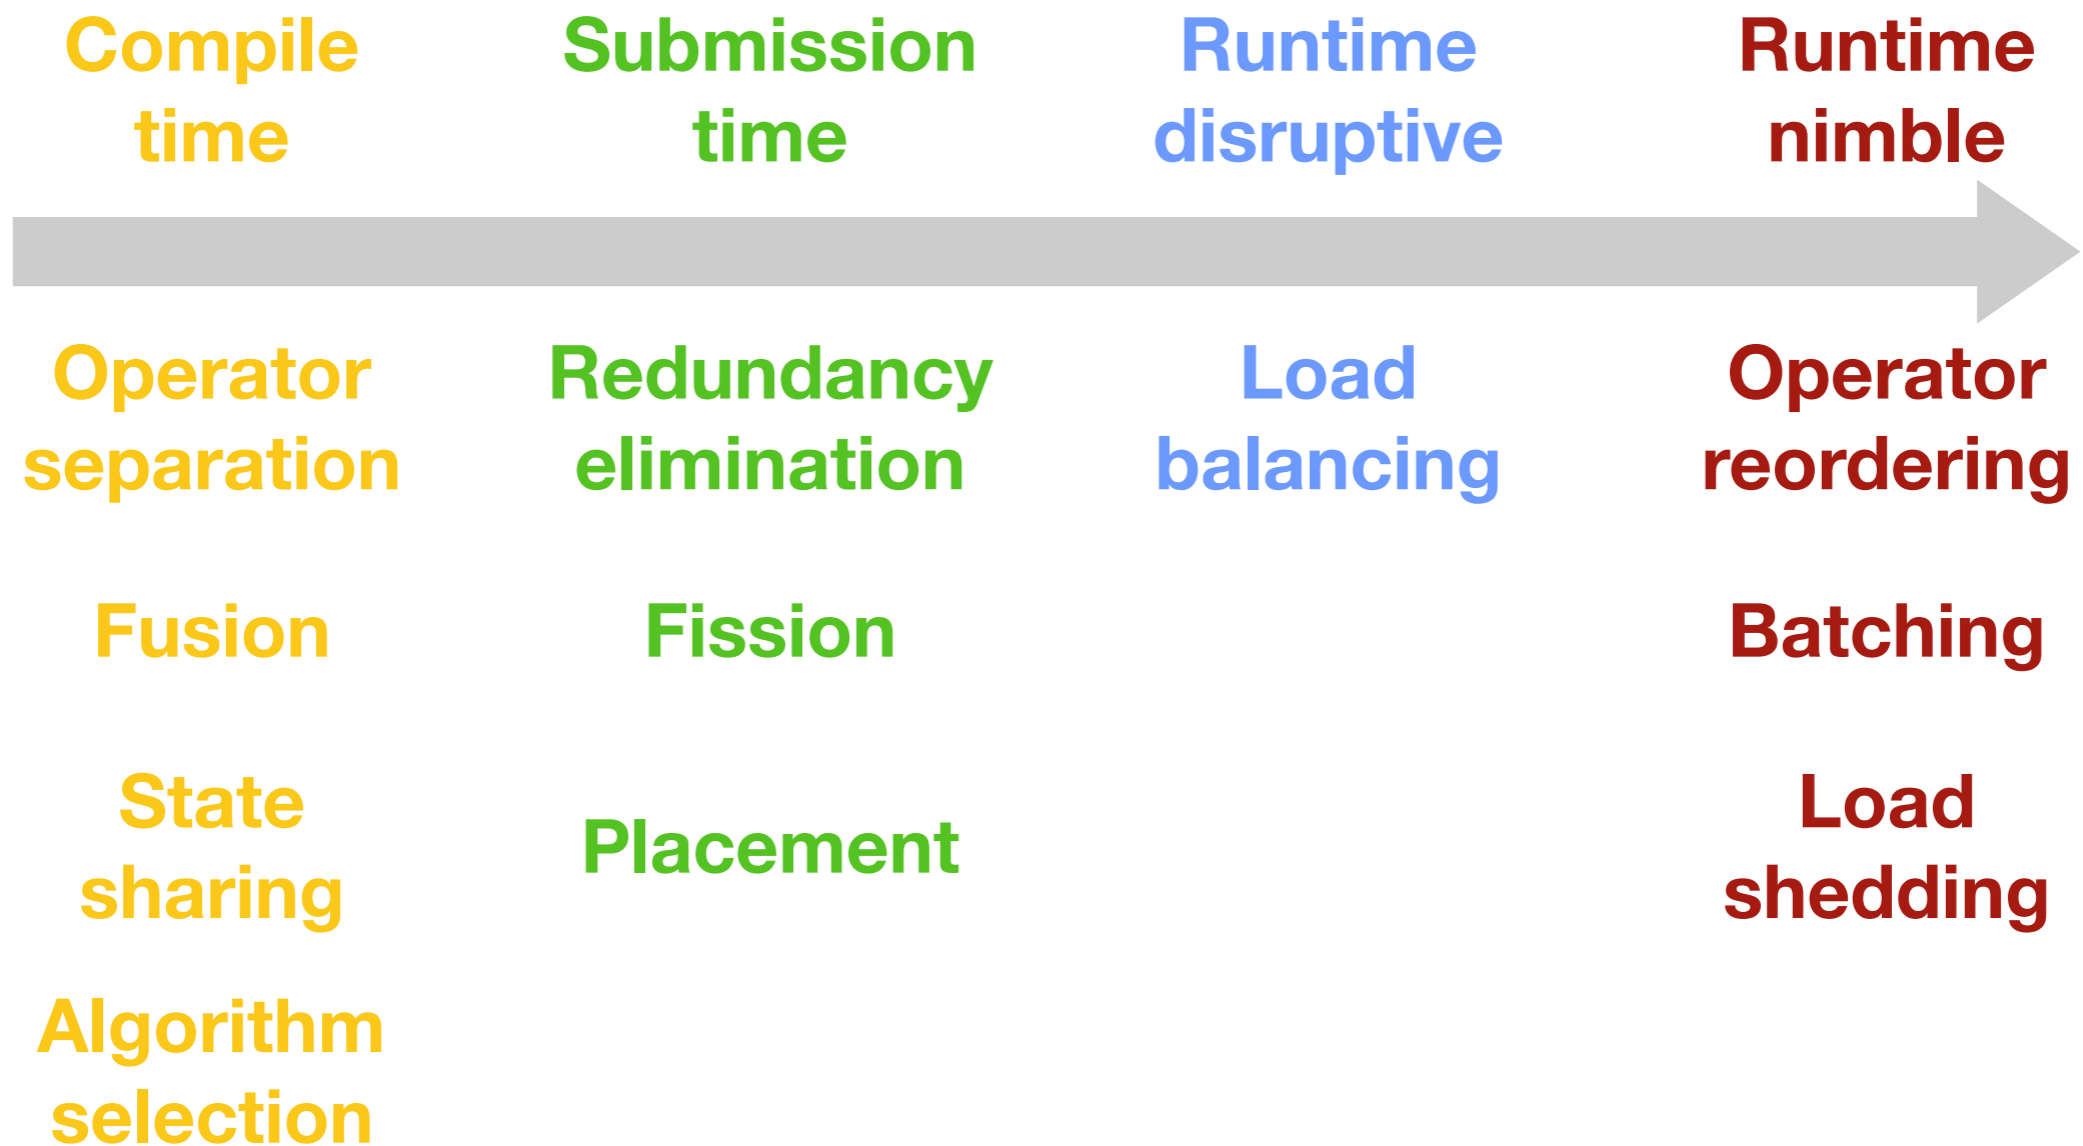 Compile
time
Submission
time
Runtime
disruptive
Runtime
nimble
Operator
separation
Redundancy
elimination
Load
balancing
Operator
reordering
Fusion
Fission
Batching
State
sharing
Placement
Load
shedding
Algorithm
selection